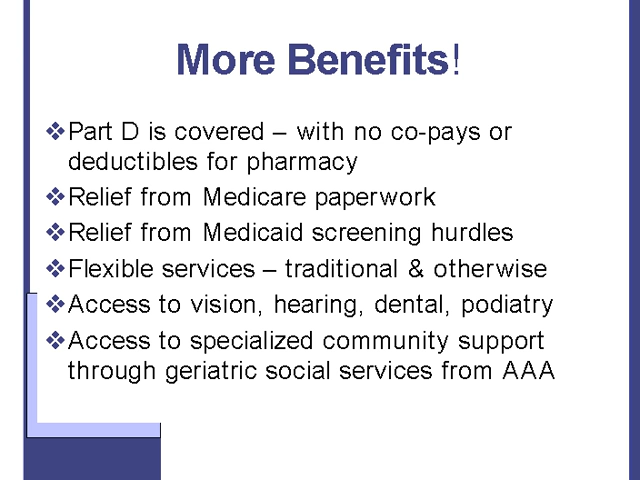 More Benefits!
❖Part D is covered – with no co-pays or
deductibles for pharmacy
❖Relief from Medicare paperwork
❖Relief from Medicaid screening hurdles
❖Flexible services – traditional & otherwise
❖Access to vision, hearing, dental, podiatry
❖Access to specialized community support
through geriatric social services from AAA